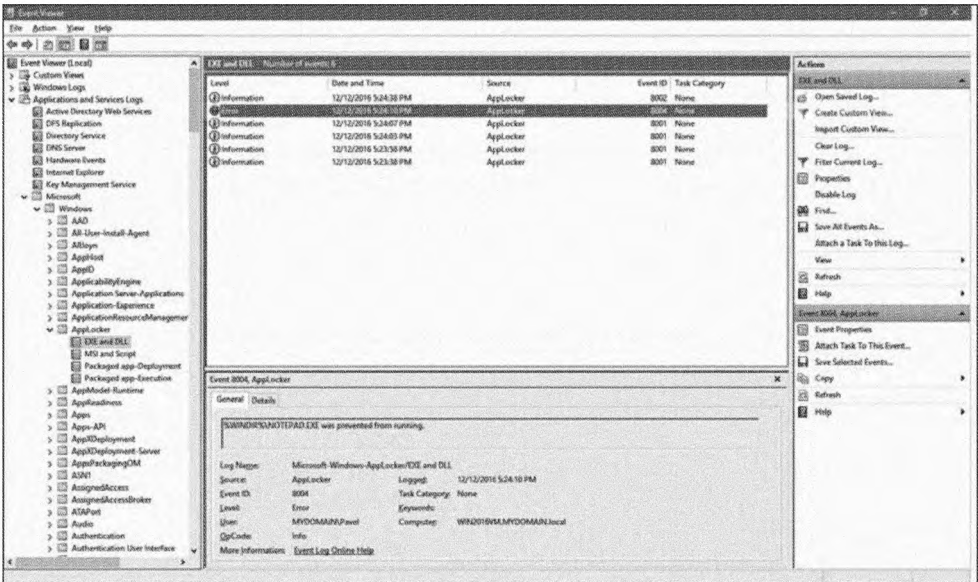 Event Viewer
File Action View Help
Event Viewer (Local)
Custom Views
Windows Logs
Applications and Services Logs
Active Directory Web Services
DFS Replication
Directory Service
DNS Server
Hardware Events
Internet Explorer
Key Management Service
Microsoft
Windows
AAD
All-User-Install-Agent
AllJoyn
AppHost
AppID
ApplicabilityEngine
Application Server-Applications
Application-Experience
ApplicationResourceManagemer
AppLocker
EXE and DLL
MSI and Script
Packaged app-Deployment
Packaged app-Execution
AppModel-Runtime
AppReadiness
Apps
Apps-API
AppXDeployment
AppXDeployment-Server
AppxPackagingOM
ASN1
AssignedAccess
AssignedAccessBroker
ATAPort
Audio
Authentication
Authentication User Interface
EXE and DLL Number of events: 6
Level Date and Time Source Event ID Task Category
Information 12/12/2016 5:24:38 PM AppLocker 8002 None
Information 12/12/2016 5:24:07 PM AppLocker 8001 None
Information 12/12/2016 5:24:03 PM AppLocker 8001 None
Information 12/12/2016 5:23:58 PM AppLocker 8001 None
Information 12/12/2016 5:23:38 PM AppLocker 8001 None
Event 8004, AppLocker
General Details
%WINDIR%\NOTEPAD.EXE was prevented from running.
Log Name: Microsoft-Windows-AppLocker/EXE and DLL
Source: AppLocker Logged: 12/12/2016 5:24:10 PM
Event ID: 8004 Task Category: None
Level: Error Keywords:
User: MYDOMAIN\Pavel Computer: WIN2016VM.MYDOMAIN.local
OpCode: Info
More Information: Event Log Online Help
Actions
EXE and DLL
Open Saved Log...
Create Custom View...
Import Custom View...
Clear Log...
Filter Current Log...
Properties
Disable Log
Find...
Save All Events As...
Attach a Task To this Log...
View
Refresh
Help
Event 8004, AppLocker
Event Properties
Attach Task To This Event...
Save Selected Events...
Copy
Refresh
Help